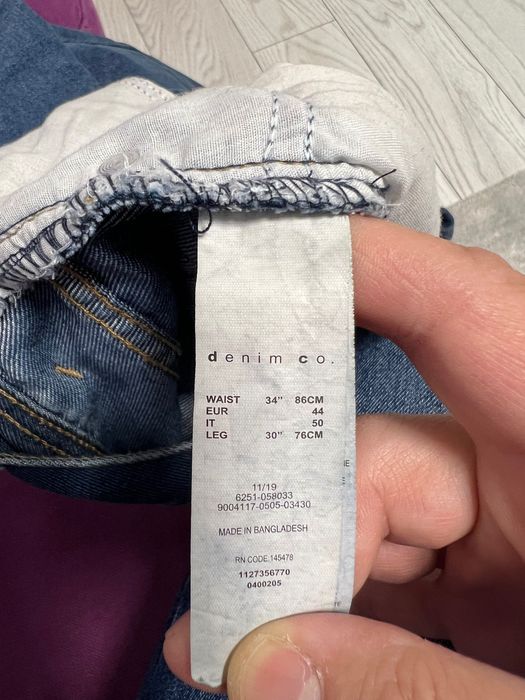 denim co.
WAIST 34" 86CM
EUR 44
IT 50
LEG 30" 76CM
11/19
6251-058033
9004117-0505-03430
MADE IN BANGLADESH
RN CODE:145478
1127356770
0400205